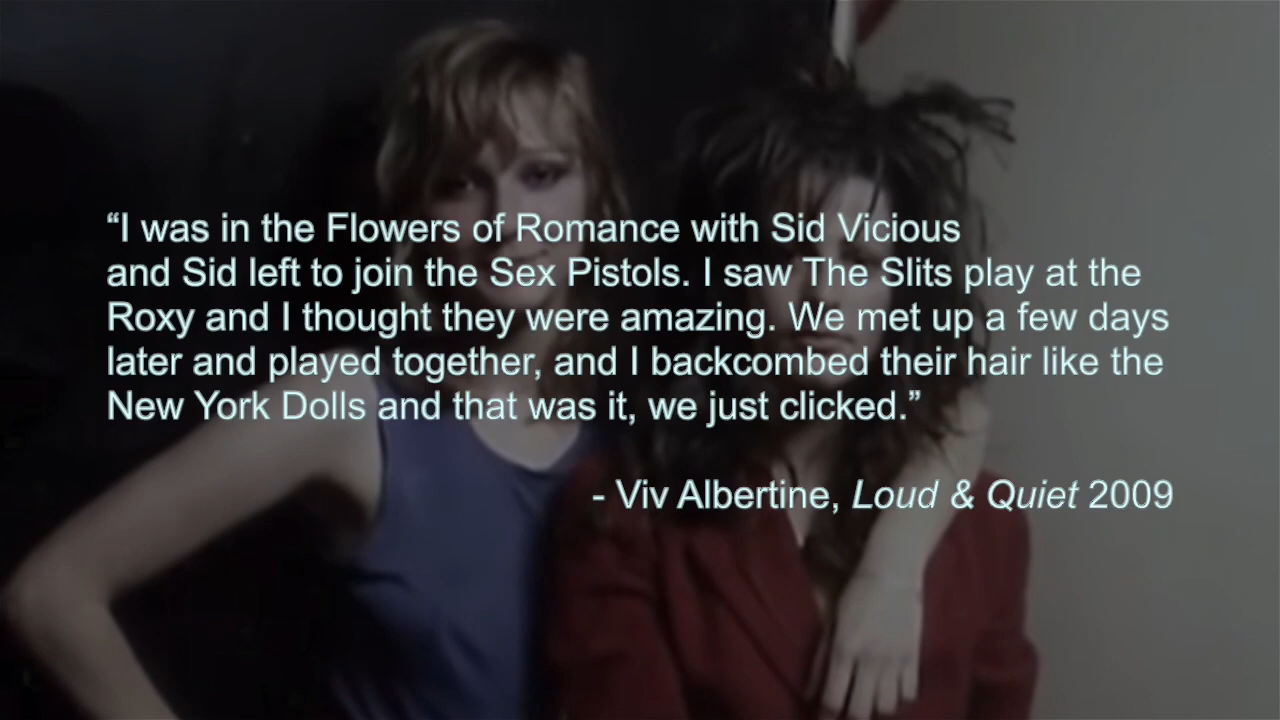 “I was in the Flowers of Romance with Sid Vicious
and Sid left to join the Sex Pistols. I saw The Slits play at the
Roxy and I thought they were amazing. We met up a few days
later and played together, and I backcombed their hair like the
New York Dolls and that was it, we just clicked.”
- Viv Albertine, Loud & Quiet 2009